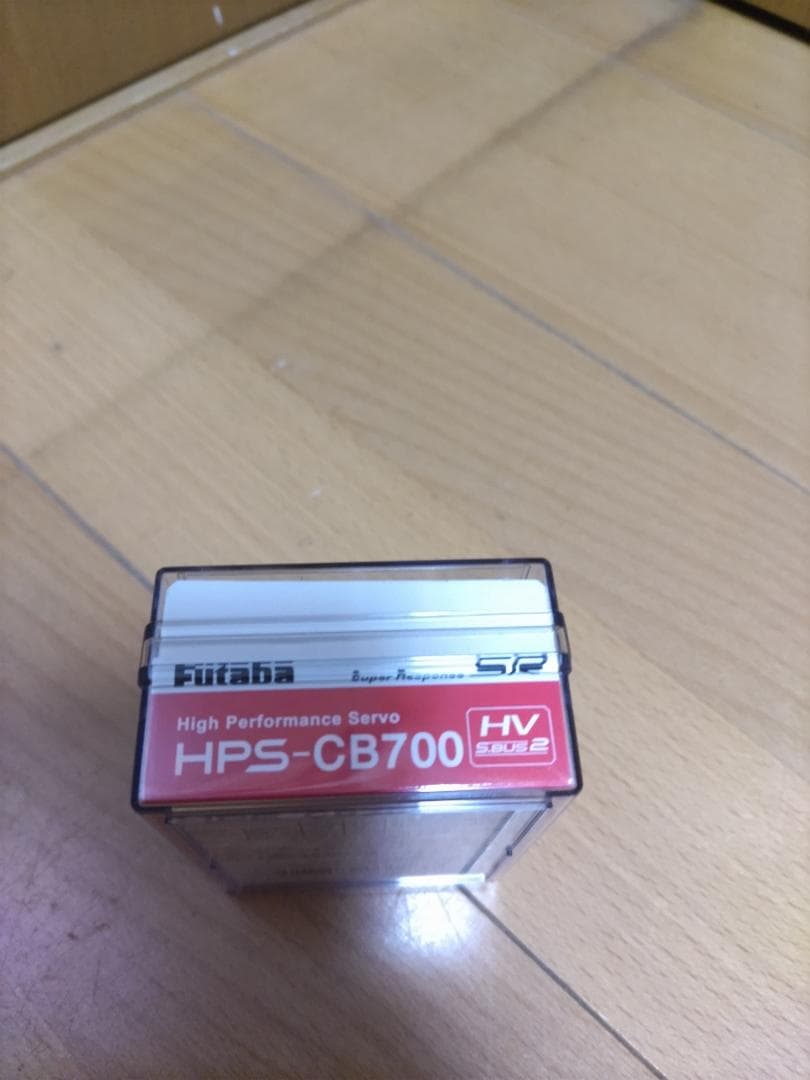 Futaba
Super Response SR
High Performance Servo
HPS-CB700
HV
S.BUS2